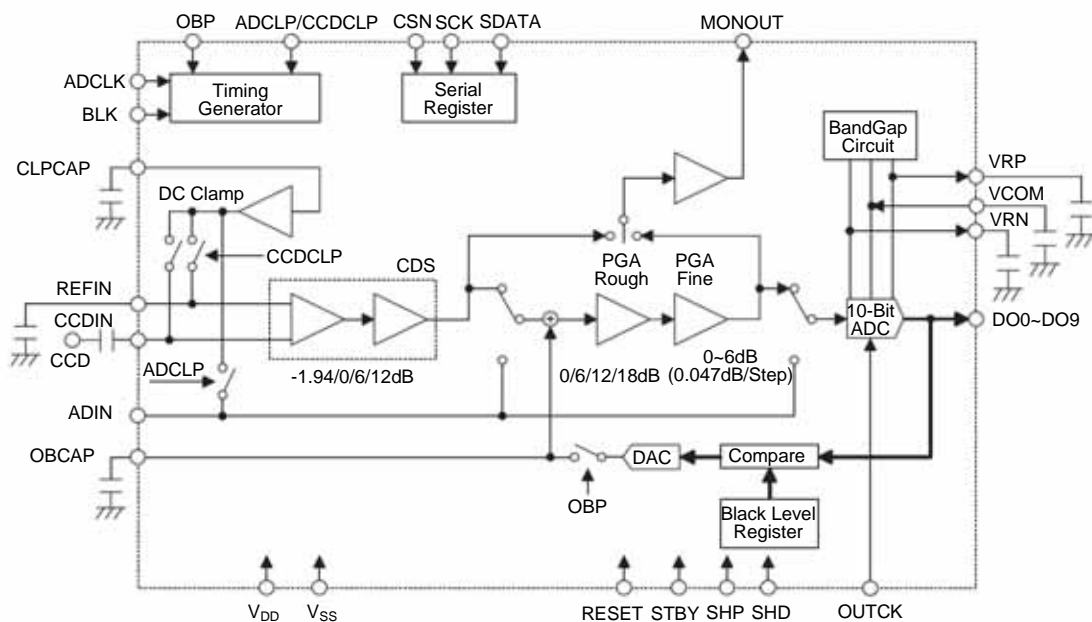 OBP
ADCLP/CCDCLP
CSN
SCK
SDATA
MONOUT
ADCLK
BLK
Timing
Generator
Serial
Register
BandGap
Circuit
CLPCAP
DC Clamp
VRP
VCOM
VRN
CCDCLP
CDS
PGA
Rough
PGA
Fine
REFIN
CCDIN
CCD
10-Bit
ADC
DO0~DO9
ADCLP
-1.94/0/6/12dB
0/6/12/18dB
0~6dB
(0.047dB/Step)
ADIN
OBCAP
DAC
Compare
OBP
Black Level
Register
VDD
VSS
RESET
STBY
SHP
SHD
OUTCK